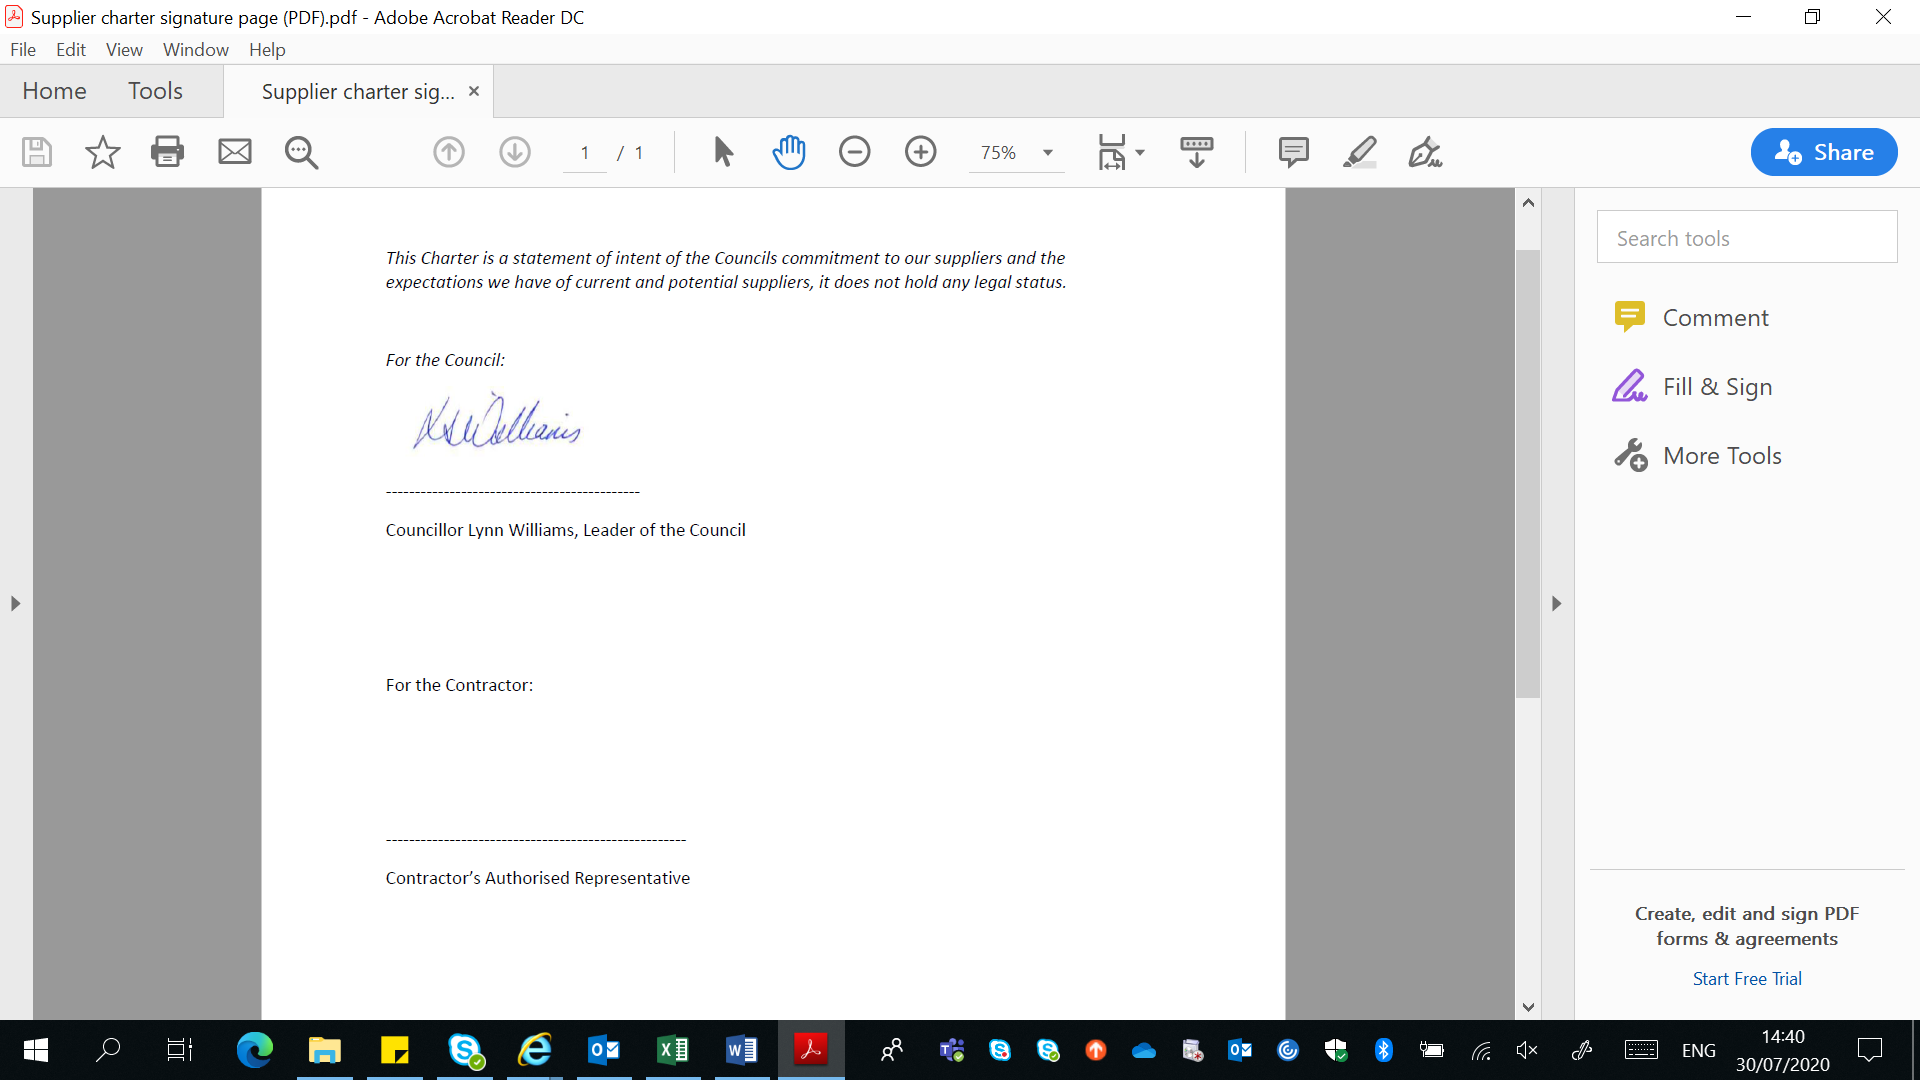 Supplier charter signature page (PDF).pdf - Adobe Acrobat Reader DC
File Edit View Window Help
Home Tools Supplier charter sig... ×
1 / 1 75% Share
Search tools
This Charter is a statement of intent of the Councils commitment to our suppliers and the
expectations we have of current and potential suppliers, it does not hold any legal status.
Comment
For the Council:
Fill & Sign
Williams
More Tools
--------------------------------------------
Councillor Lynn Williams, Leader of the Council
For the Contractor:
----------------------------------------------------
Contractor’s Authorised Representative
Create, edit and sign PDF
forms & agreements
Start Free Trial
ENG 14:40
30/07/2020